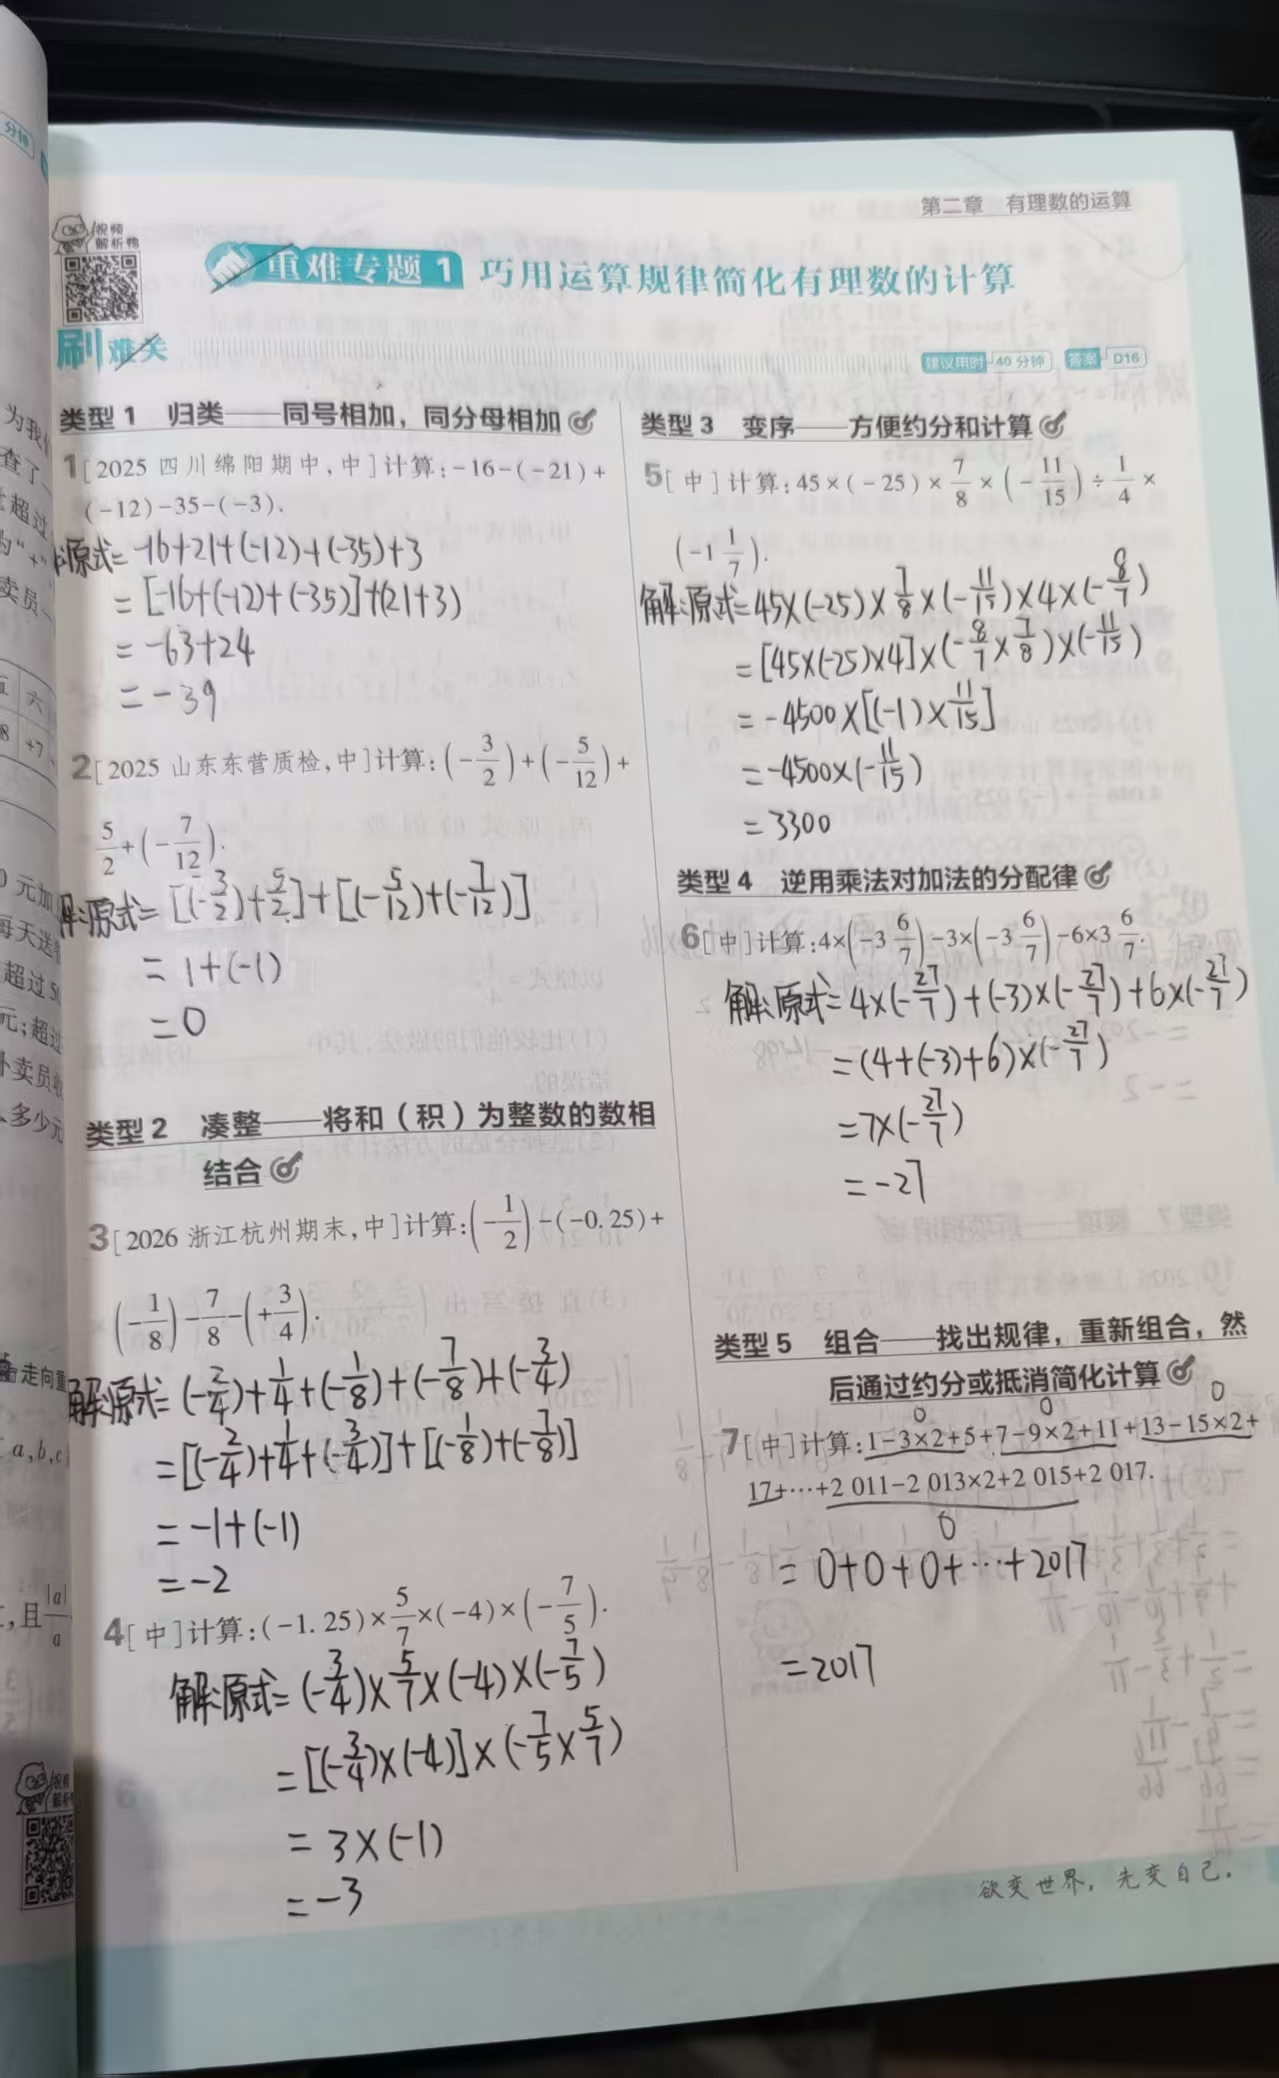 第二章 有理数的运算
视频
解析
重难专题1 巧用运算规律简化有理数的计算
刷难关
建议用时 40分钟 答案 D16
类型1 归类——同号相加，同分母相加
1[2025四川绵阳期中,中]计算:-16-(-21)+
(-12)-35-(-3).
原式=-16+21+(-12)+(-35)+3
=[-16+(-12)+(-35)]+(21+3)
=-63+24
=-39
2[2025山东东营质检,中]计算:(-3/2)+(-5/12)+
5/2+(-7/12).
解:原式=[(-3/2)+5/2]+[(-5/12)+(-7/12)]
=1+(-1)
=0
类型2 凑整——将和（积）为整数的数相
结合
3[2026浙江杭州期末,中]计算:(-1/2)-(-0.25)+
(-1/8)-7/8-(+3/4).
解:原式=(-2/4)+1/4+(-1/8)+(-7/8)+(-3/4)
=[(-2/4)+1/4+(-3/4)]+[(-1/8)+(-7/8)]
=-1+(-1)
=-2
4[中]计算:(-1.25)×5/7×(-4)×(-7/5).
解:原式=(-3/4)×5/7×(-4)×(-7/5)
=[(-3/4)×(-4)]×(-7/5×5/7)
=3×(-1)
=-3
类型3 变序——方便约分和计算
5[中]计算:45×(-25)×7/8×(-11/15)÷1/4×
(-1 1/7).
解:原式=45×(-25)×7/8×(-11/15)×4×(-8/7)
=[45×(-25)×4]×(-8/7×7/8)×(-11/15)
=-4500×[(-1)×11/15]
=-4500×(-11/15)
=3300
类型4 逆用乘法对加法的分配律
6[中]计算:4×(-3 6/7)-3×(-3 6/7)-6×3 6/7.
解:原式=4×(-27/7)+(-3)×(-27/7)+6×(-27/7)
=(4+(-3)+6)×(-27/7)
=7×(-27/7)
=-27
类型5 组合——找出规律，重新组合，然
后通过约分或抵消简化计算
0 0 0
7[中]计算:1-3×2+5+7-9×2+11+13-15×2+
17+…+2 011-2 013×2+2 015+2 017.
0
=0+0+0+…+2017
=2017
欲变世界，先变自己.